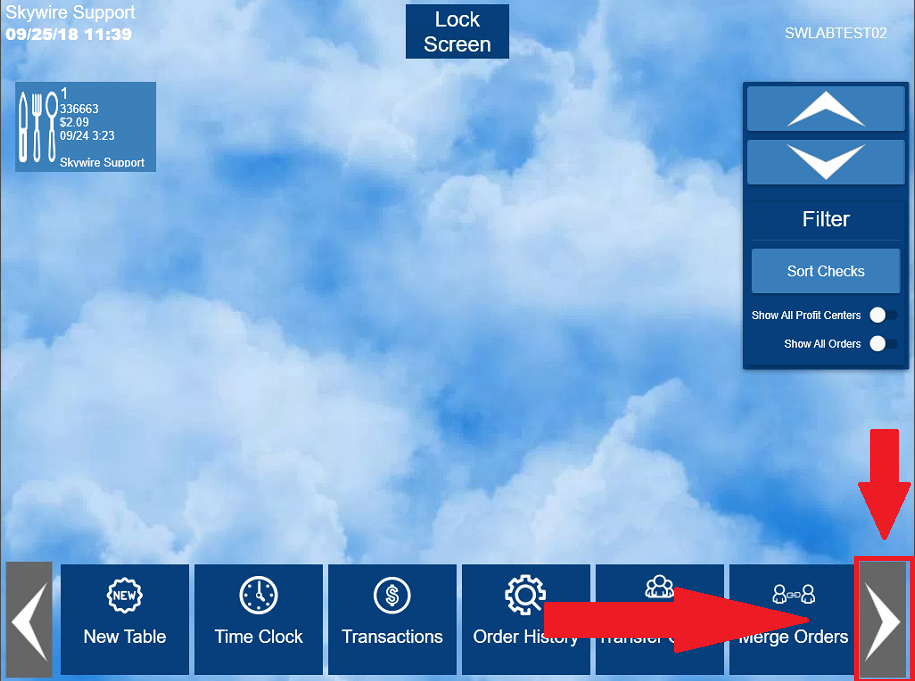 Skywire Support
09/25/18 11:39
Lock
Screen
SWLABTEST02
1
336663
$2.09
09/24 3:23
Skywire Support
Filter
Sort Checks
Show All Profit Centers
Show All Orders
NEW
New Table
Time Clock
$
Transactions
Order History
Transfer
Merge Orders